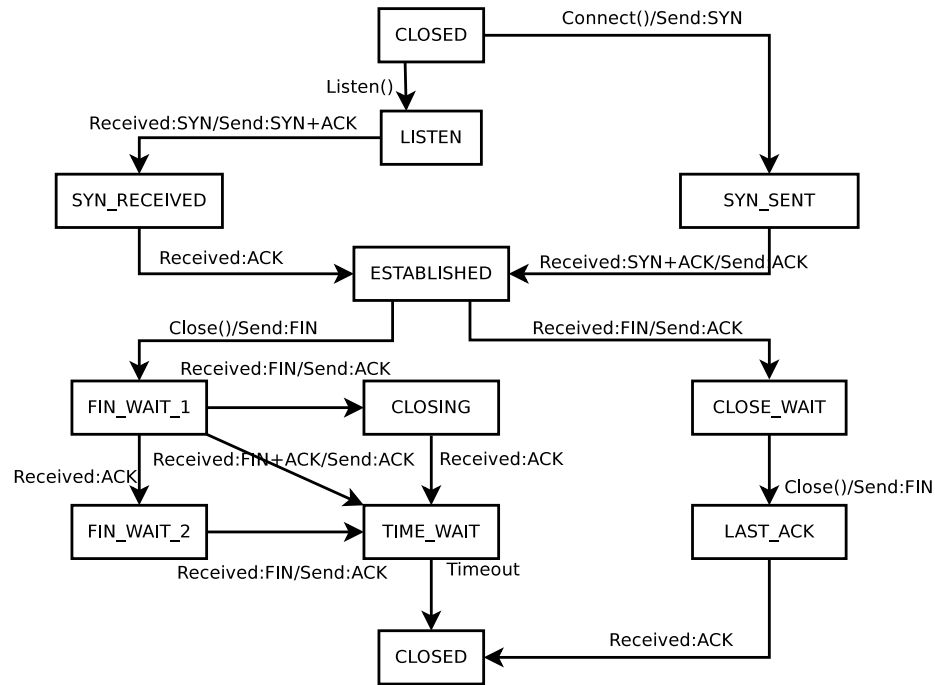 Connect()/Send:SYN
CLOSED
Listen()
Received:SYN/Send:SYN+ACK
LISTEN
SYN_RECEIVED
SYN_SENT
Received:ACK
ESTABLISHED
Received:SYN+ACK/Send:ACK
Close()/Send:FIN
Received:FIN/Send:ACK
Received:FIN/Send:ACK
FIN_WAIT_1
CLOSING
CLOSE_WAIT
Received:ACK
Received:FIN+ACK/Send:ACK
Received:ACK
Close()/Send:FIN
FIN_WAIT_2
TIME_WAIT
LAST_ACK
Received:FIN/Send:ACK
Timeout
Received:ACK
CLOSED